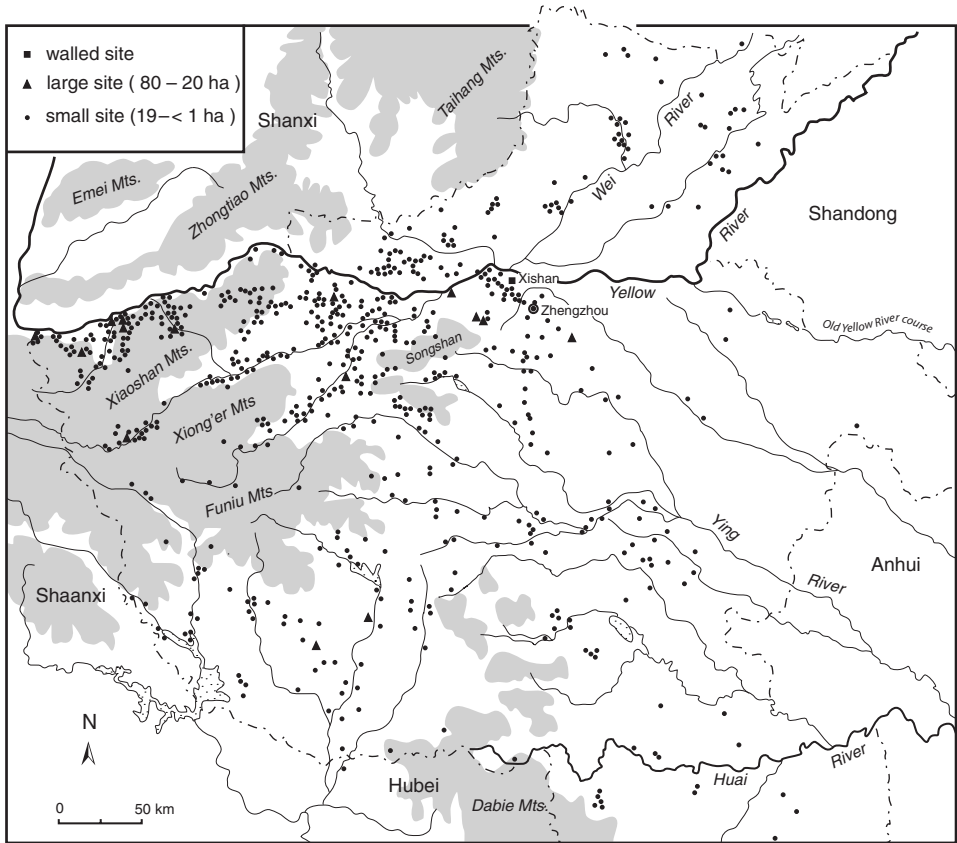 walled site
large site ( 80 – 20 ha )
small site (19–< 1 ha )
Shanxi
Taihang Mts.
Emei Mts.
Zhongtiao Mts.
Wei
River
Shandong
River
Xishan
Yellow
Zhengzhou
Old Yellow River course
Songshan
Xiaoshan Mts.
Xiong'er Mts
Funiu Mts
Ying
River
Anhui
Shaanxi
N
0
50 km
Hubei
Dabie Mts.
Huai
River